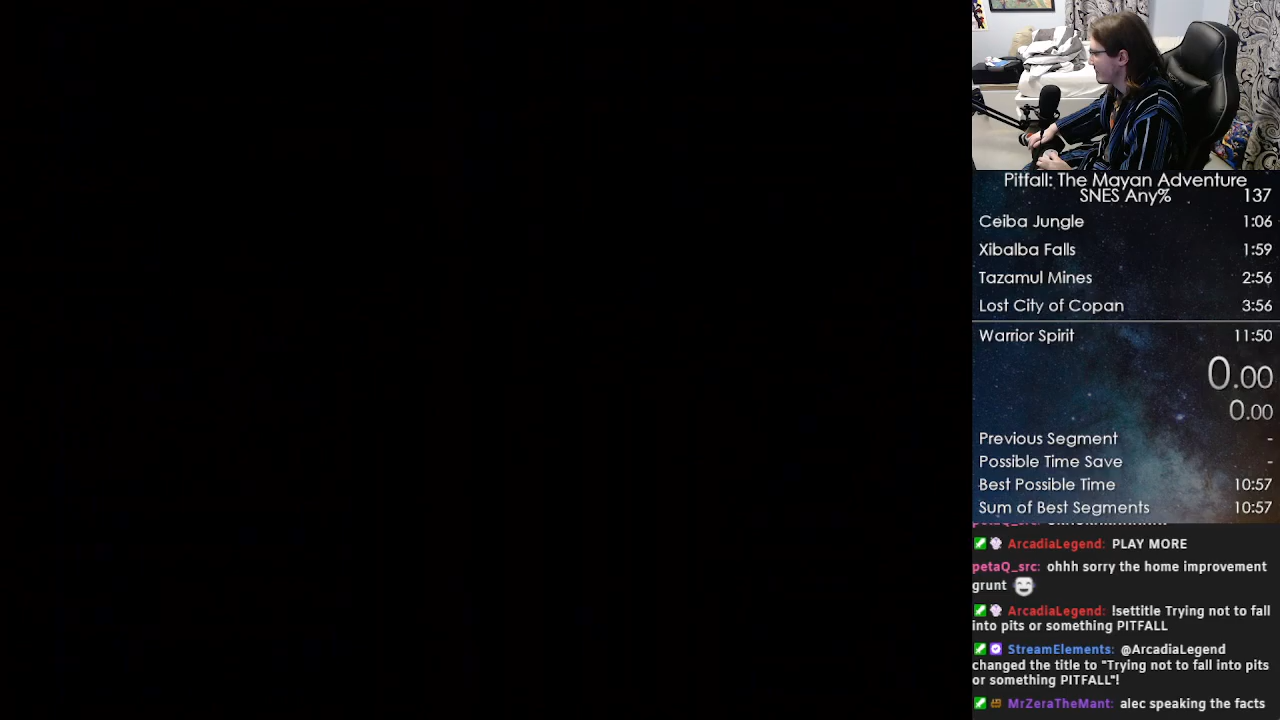 Pitfall: The Mayan Adventure
SNES Any% 137
Ceiba Jungle 1:06
Xibalba Falls 1:59
Tazamul Mines 2:56
Lost City of Copan 3:56
Warrior Spirit 11:50
0.00
0.00
Previous Segment -
Possible Time Save -
Best Possible Time 10:57
Sum of Best Segments 10:57
ArcadiaLegend: PLAY MORE
petaQ_src: ohhh sorry the home improvement
grunt
ArcadiaLegend: !settitle Trying not to fall
into pits or something PITFALL
StreamElements: @ArcadiaLegend
changed the title to "Trying not to fall into pits
or something PITFALL"!
MrZeraTheMant: alec speaking the facts